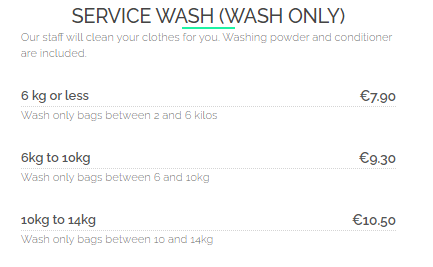 SERVICE WASH (WASH ONLY)
Our staff will clean your clothes for you. Washing powder and conditioner
are included.
6 kg or less €7.90
Wash only bags between 2 and 6 kilos
6kg to 10kg €9.30
Wash only bags between 6 and 10kg
10kg to 14kg €10.50
Wash only bags between 10 and 14kg